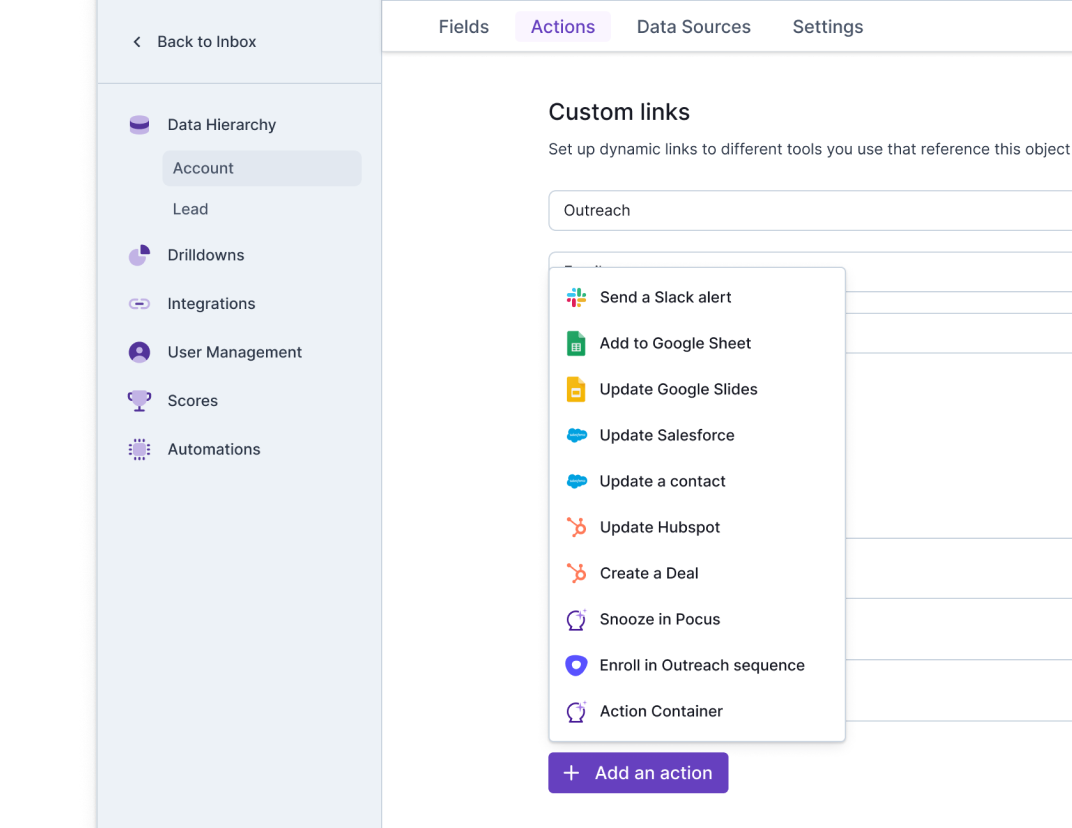 Back to Inbox
Data Hierarchy
Account
Lead
Drilldowns
Integrations
User Management
Scores
Automations
Fields
Actions
Data Sources
Settings
Custom links
Set up dynamic links to different tools you use that reference this object
Outreach
Send a Slack alert
Add to Google Sheet
Update Google Slides
Update Salesforce
Update a contact
Update Hubspot
Create a Deal
Snooze in Pocus
Enroll in Outreach sequence
Action Container
Add an action